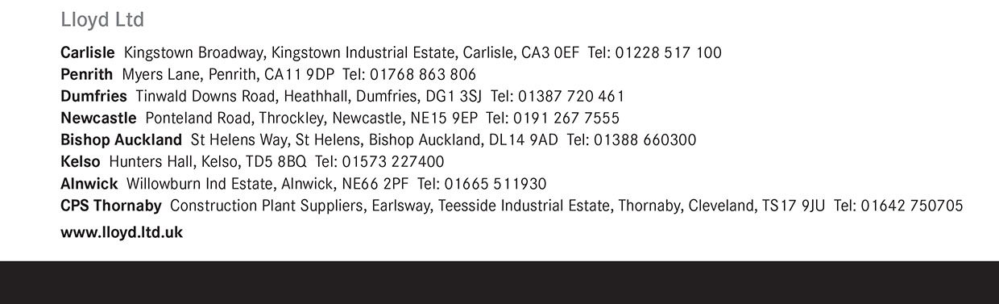 Lloyd Ltd
Carlisle Kingstown Broadway, Kingstown Industrial Estate, Carlisle, CA3 0EF Tel: 01228 517 100
Penrith Myers Lane, Penrith, CA11 9DP Tel: 01768 863 806
Dumfries Tinwald Downs Road, Heathhall, Dumfries, DG1 3SJ Tel: 01387 720 461
Newcastle Ponteland Road, Throckley, Newcastle, NE15 9EP Tel: 0191 267 7555
Bishop Auckland St Helens Way, St Helens, Bishop Auckland, DL14 9AD Tel: 01388 660300
Kelso Hunters Hall, Kelso, TD5 8BQ Tel: 01573 227400
Alnwick Willowburn Ind Estate, Alnwick, NE66 2PF Tel: 01665 511930
CPS Thornaby Construction Plant Suppliers, Earlsway, Teesside Industrial Estate, Thornaby, Cleveland, TS17 9JU Tel: 01642 750705
www.lloyd.ltd.uk